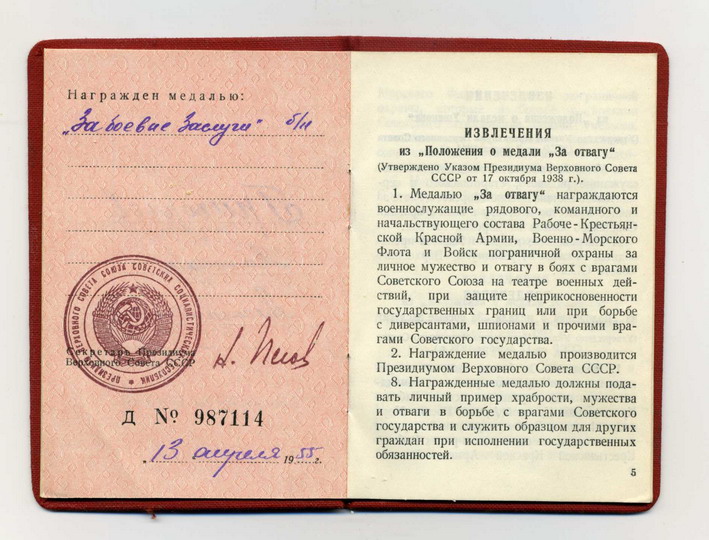 Награжден медалью:
„За боевые заслуги“ б/н
ПРЕЗИДИУМ ВЕРХОВНОГО СОВЕТА СОЮЗА СОВЕТСКИХ СОЦИАЛИСТИЧЕСКИХ РЕСПУБЛИК
Секретарь Президиума
Верховного Совета СССР
Д № 987114
„13 апреля 1955 г.
ИЗВЛЕЧЕНИЯ
из „Положения о медали „За отвагу“
(Утверждено Указом Президиума Верховного Совета
СССР от 17 октября 1938 г.).
1. Медалью „За отвагу“ награждаются
военнослужащие рядового, командного и
начальствующего состава Рабоче-Крестьян-
ской Красной Армии, Военно-Морского
Флота и Войск пограничной охраны за
личное мужество и отвагу в боях с врагами
Советского Союза на театре военных дей-
ствий, при защите неприкосновенности
государственных границ или при борьбе
с диверсантами, шпионами и прочими вра-
гами Советского государства.
2. Награждение медалью производится
Президиумом Верховного Совета СССР.
8. Награжденные медалью должны пода-
вать личный пример храбрости, мужества
и отваги в борьбе с врагами Советского
государства и служить образцом для других
граждан при исполнении государственных
обязанностей.
5